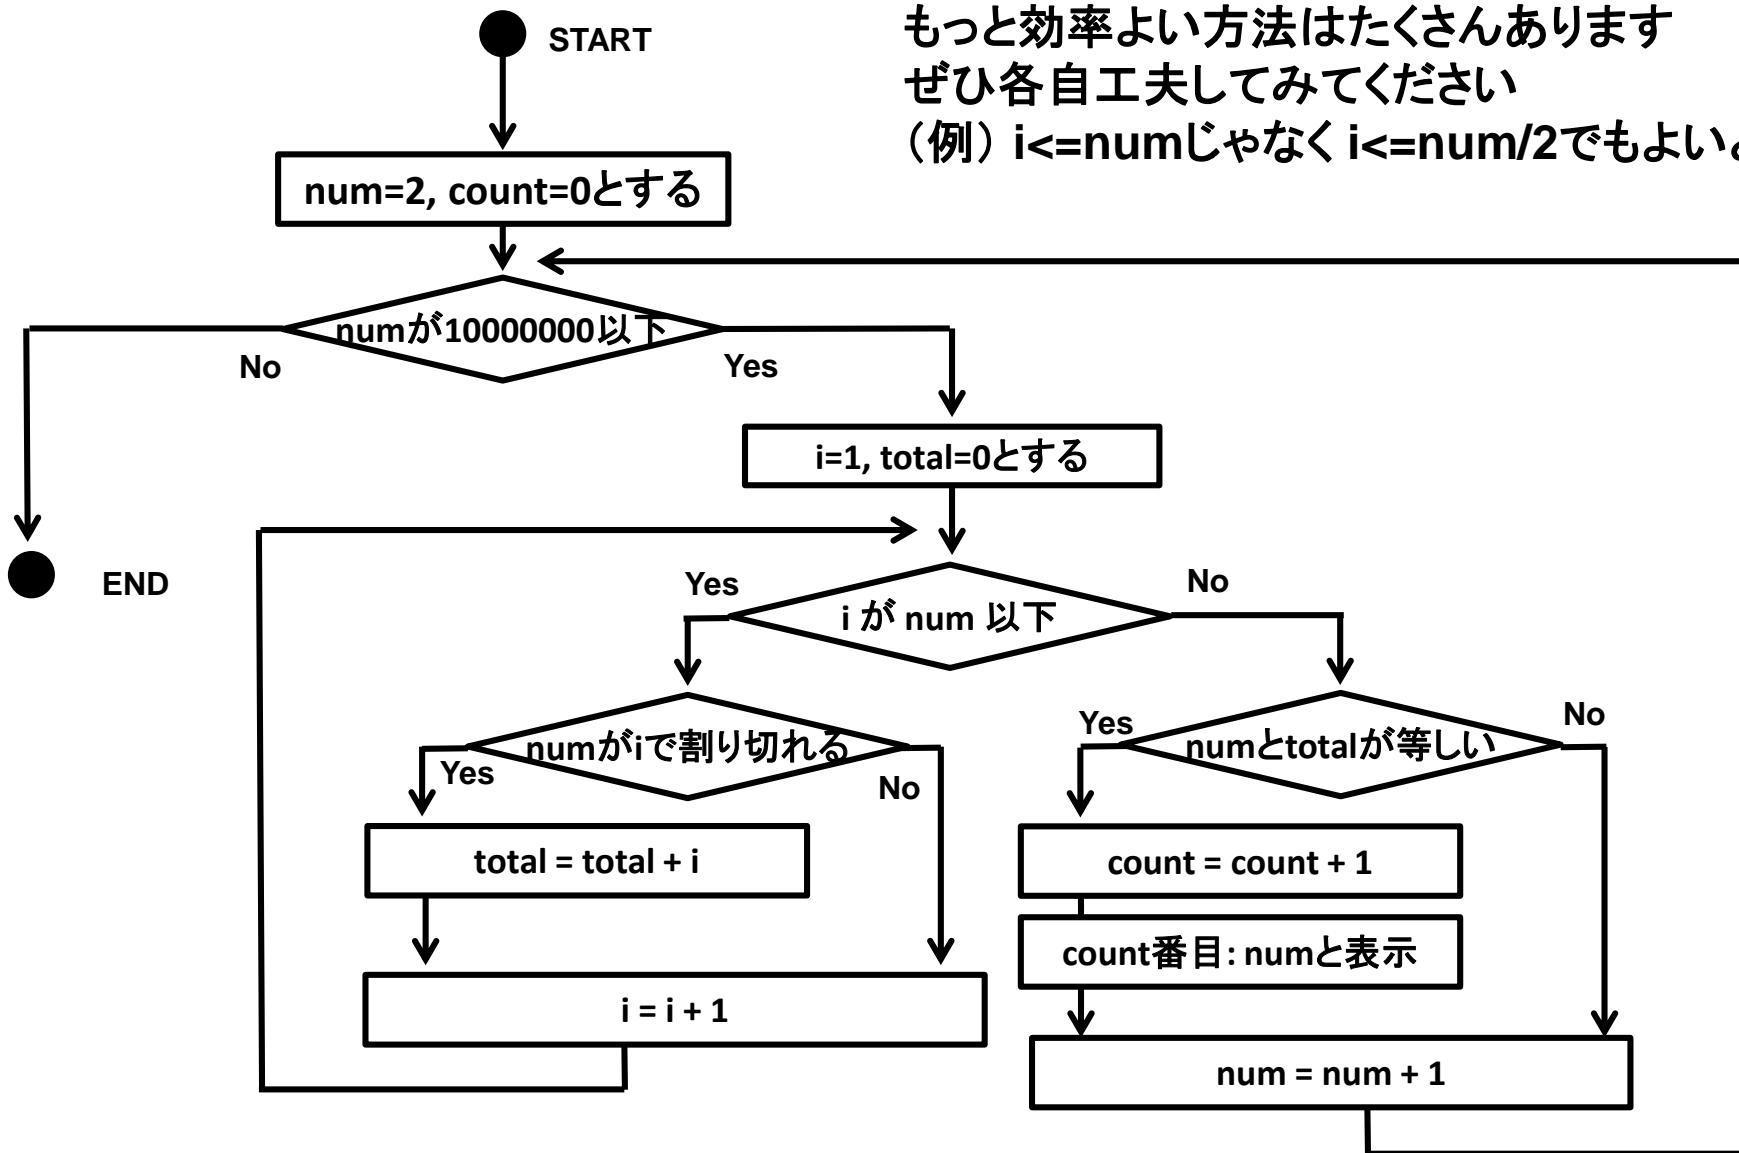 START
もっと効率よい方法はたくさんあります
ぜひ各自工夫してみてください
（例） i<=numじゃなく i<=num/2でもよいよ
num=2, count=0とする
numが10000000以下
No
Yes
i=1, total=0とする
END
Yes
i が num 以下
No
numがiで割り切れる
Yes
No
Yes
numとtotalが等しい
No
total = total + i
count = count + 1
count番目: numと表示
i = i + 1
num = num + 1